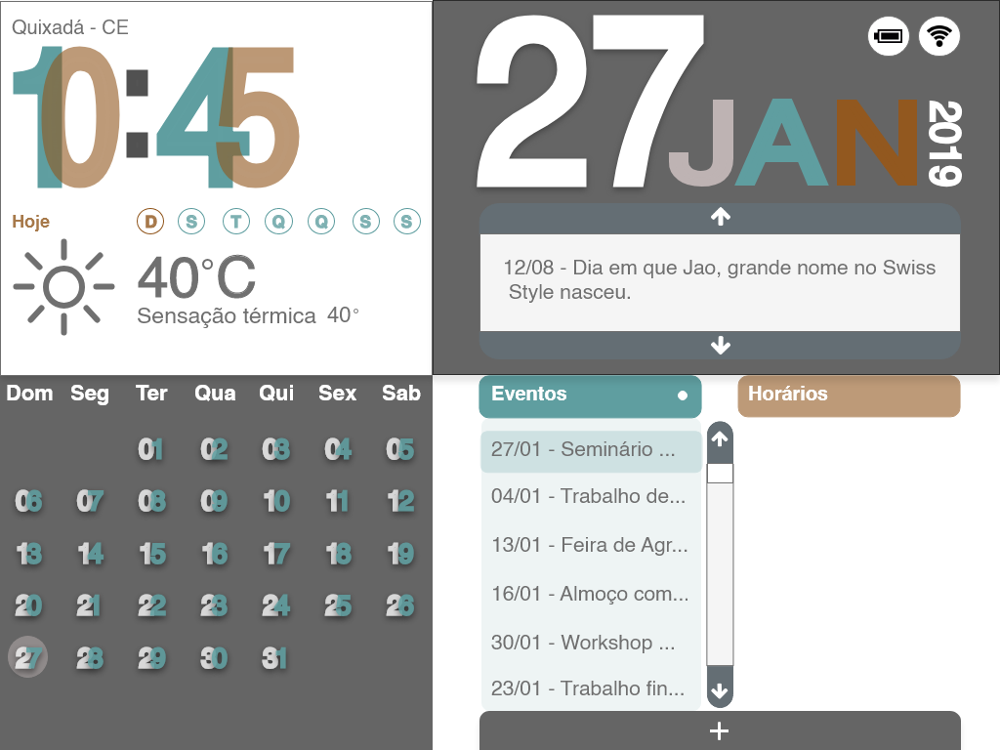 Quixadá - CE
10:45
Hoje D S T Q Q S S
40°C
Sensação térmica 40°
27 JAN 2019
12/08 - Dia em que Jao, grande nome no Swiss
Style nasceu.
Dom Seg Ter Qua Qui Sex Sab
01 02 03 04 05
06 07 08 09 10 11 12
13 14 15 16 17 18 19
20 21 22 23 24 25 26
27 28 29 30 31
Eventos
27/01 - Seminário ...
04/01 - Trabalho de...
13/01 - Feira de Agr...
16/01 - Almoço com...
30/01 - Workshop ...
23/01 - Trabalho fin...
+
Horários